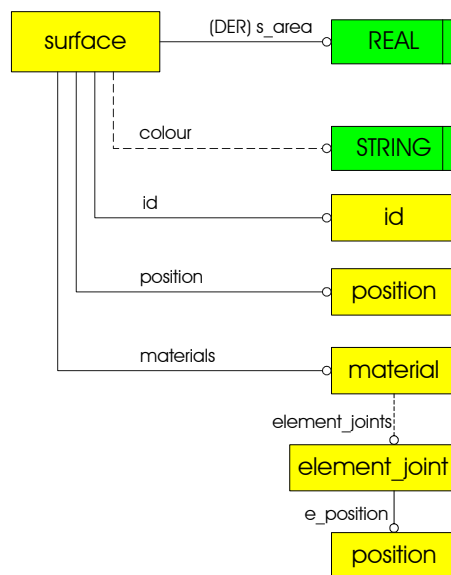 (DER) s_area
surface
REAL
colour
STRING
id
id
position
position
materials
material
element_joints
element_joint
e_position
position